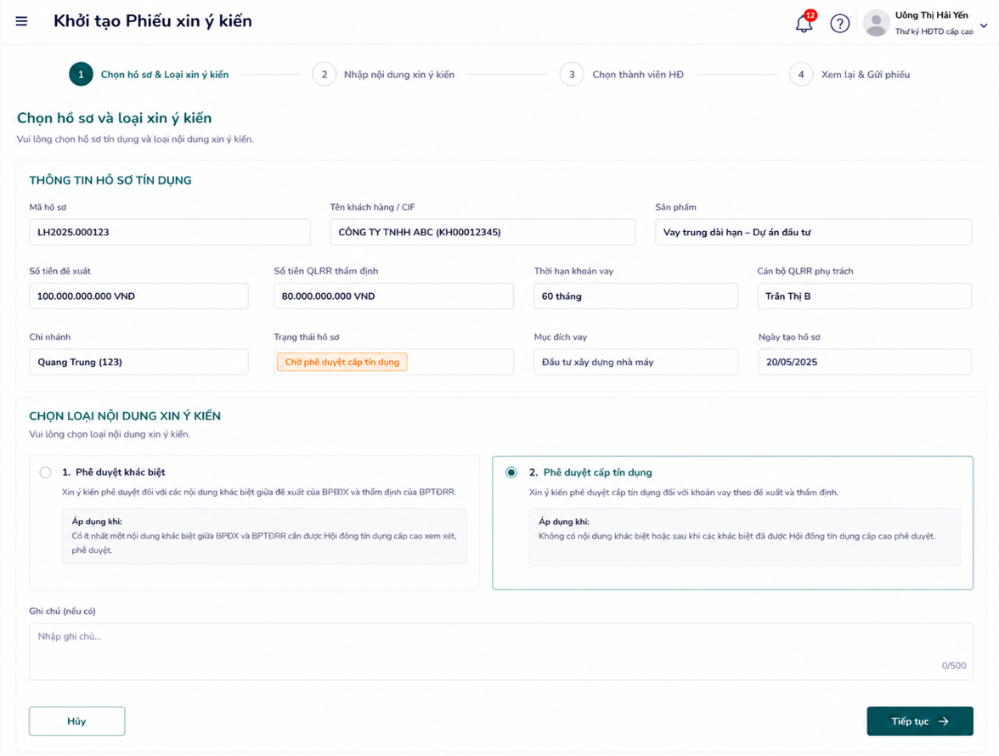 Khởi tạo Phiếu xin ý kiến
12
?
Uông Thị Hải Yến
Thư ký HĐTD cấp cao
1 Chọn hồ sơ & Loại xin ý kiến
2 Nhập nội dung xin ý kiến
3 Chọn thành viên HĐ
4 Xem lại & Gửi phiếu
Chọn hồ sơ và loại xin ý kiến
Vui lòng chọn hồ sơ tín dụng và loại nội dung xin ý kiến.
THÔNG TIN HỒ SƠ TÍN DỤNG
Mã hồ sơ
LH2025.000123
Tên khách hàng / CIF
CÔNG TY TNHH ABC (KH00012345)
Sản phẩm
Vay trung dài hạn – Dự án đầu tư
Số tiền đề xuất
100.000.000.000 VND
Số tiền QLRR thẩm định
80.000.000.000 VND
Thời hạn khoản vay
60 tháng
Cán bộ QLRR phụ trách
Trần Thị B
Chi nhánh
Quang Trung (123)
Trạng thái hồ sơ
Chờ phê duyệt cấp tín dụng
Mục đích vay
Đầu tư xây dựng nhà máy
Ngày tạo hồ sơ
20/05/2025
CHỌN LOẠI NỘI DUNG XIN Ý KIẾN
Vui lòng chọn loại nội dung xin ý kiến.
1. Phê duyệt khác biệt
Xin ý kiến phê duyệt đối với các nội dung khác biệt giữa đề xuất của BPĐX và thẩm định của BPTĐRR.
Áp dụng khi:
Có ít nhất một nội dung khác biệt giữa BPĐX và BPTĐRR cần được Hội đồng tín dụng cấp cao xem xét,
phê duyệt.
2. Phê duyệt cấp tín dụng
Xin ý kiến phê duyệt cấp tín dụng đối với khoản vay theo đề xuất và thẩm định.
Áp dụng khi:
Không có nội dung khác biệt hoặc sau khi các khác biệt đã được Hội đồng tín dụng cấp cao phê duyệt.
Ghi chú (nếu có)
Nhập ghi chú...
0/500
Hủy
Tiếp tục →